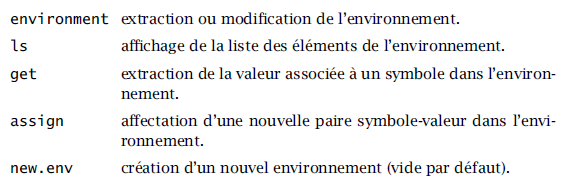 environment extraction ou modification de l’environnement.
ls affichage de la liste des éléments de l’environnement.
get extraction de la valeur associée à un symbole dans l’environ-
nement.
assign affectation d’une nouvelle paire symbole-valeur dans l’envi-
ronnement.
new.env création d’un nouvel environnement (vide par défaut).